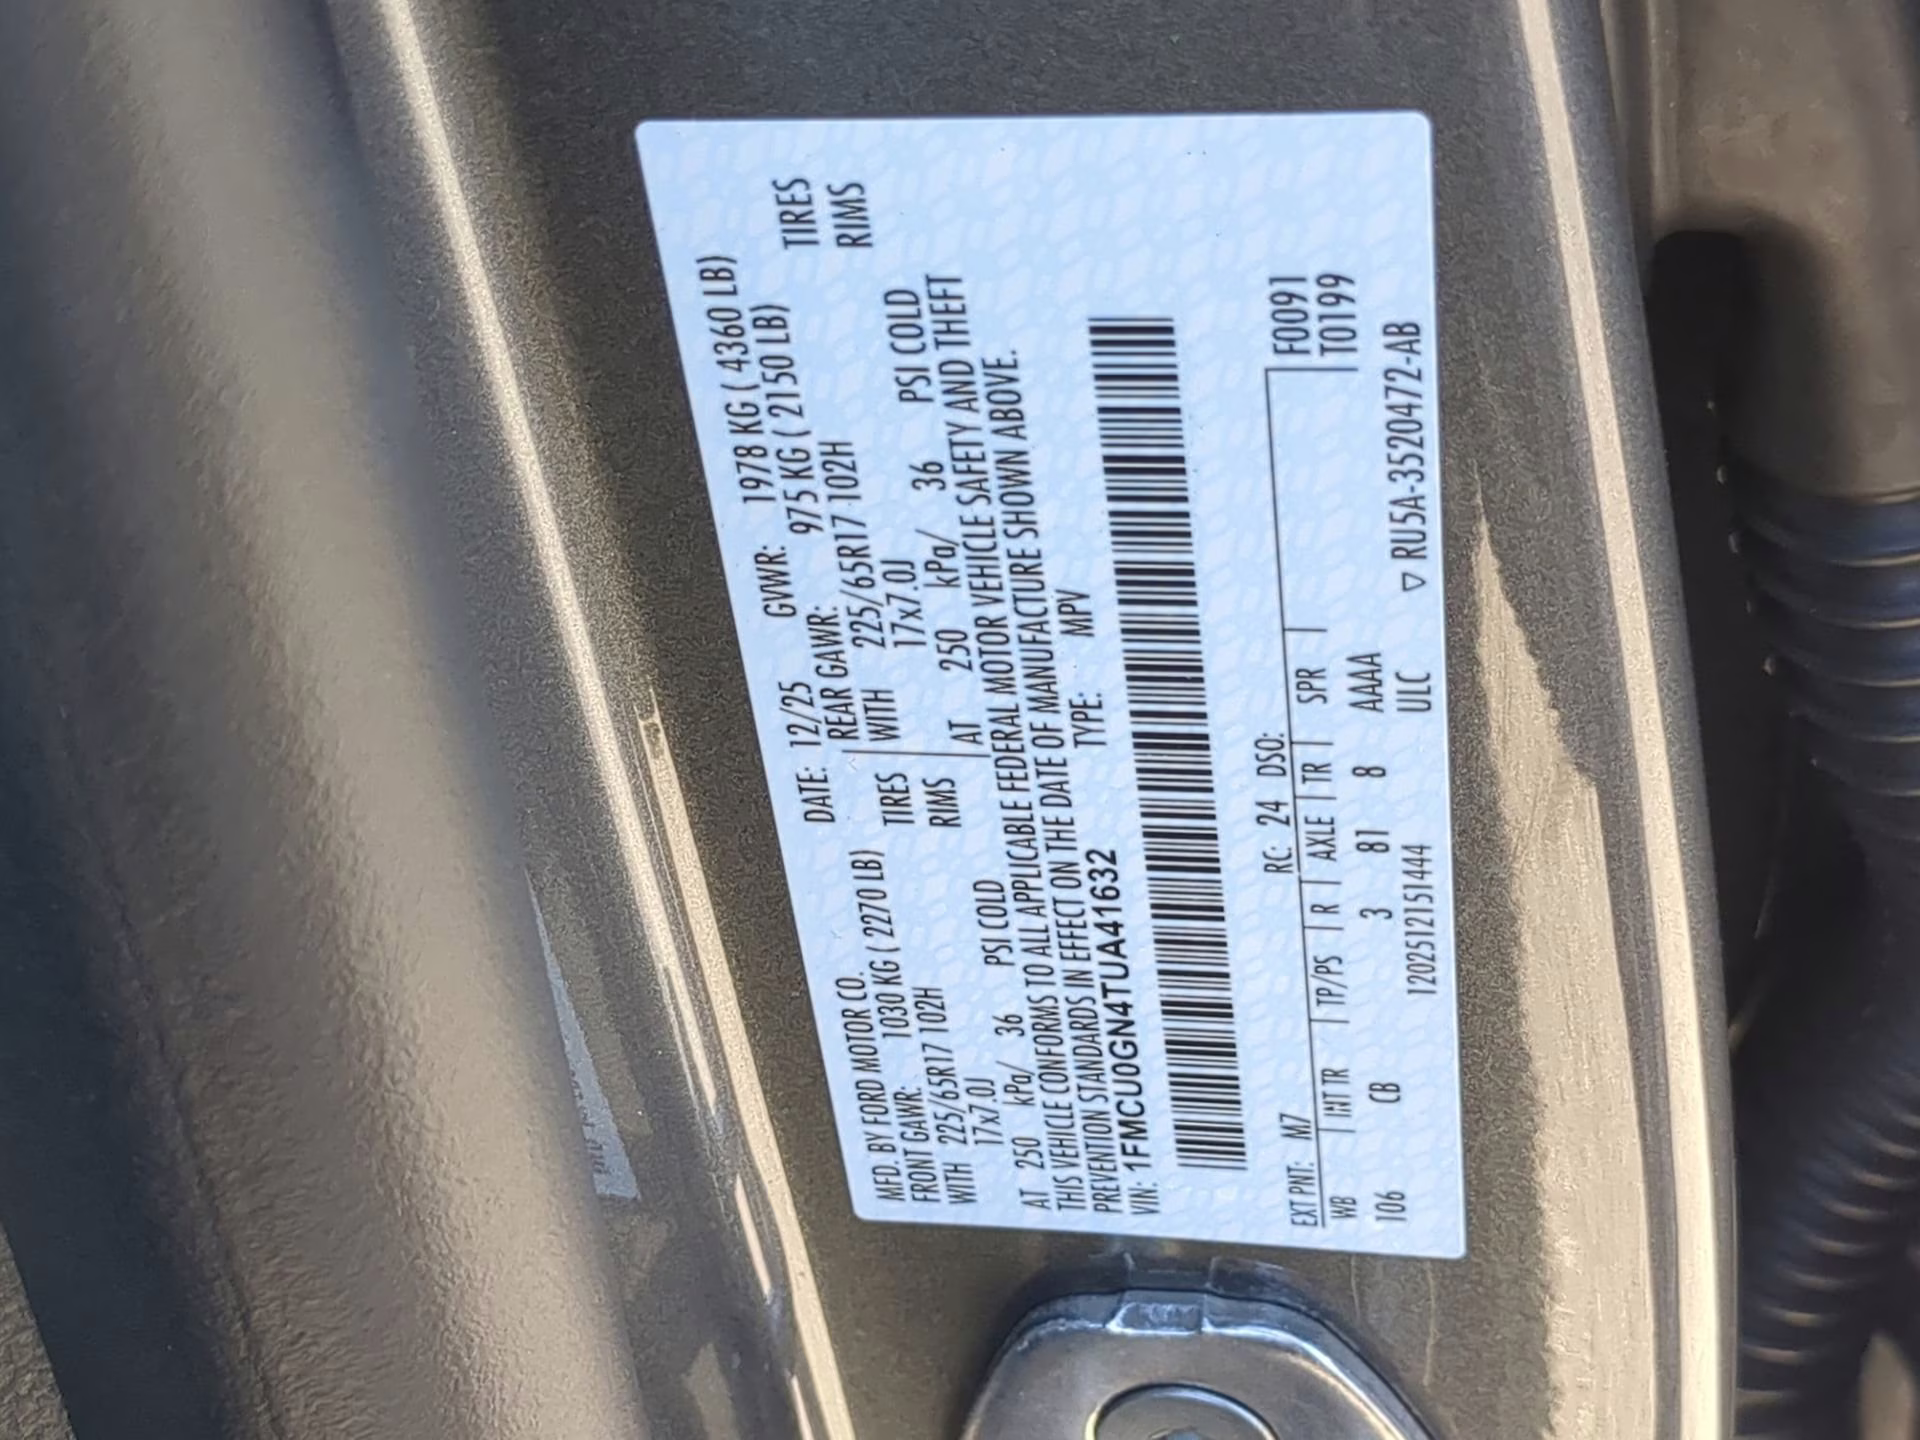 MFD. BY FORD MOTOR CO. DATE: 12/25 GVWR: 1978 KG ( 4360 LB)
FRONT GAWR: 1030 KG ( 2270 LB) REAR GAWR: 975 KG ( 2150 LB)
WITH 225/65R17 102H TIRES WITH 225/65R17 102H TIRES
17x7.0J RIMS 17x7.0J RIMS
AT 250 kPa/ 36 PSI COLD AT 250 kPa/ 36 PSI COLD
THIS VEHICLE CONFORMS TO ALL APPLICABLE FEDERAL MOTOR VEHICLE SAFETY AND THEFT
PREVENTION STANDARDS IN EFFECT ON THE DATE OF MANUFACTURE SHOWN ABOVE.
VIN: 1FMCU0GN4TUA41632 TYPE: MPV
EXT PNT: M7 RC: 24 DSO: F0091
WB INT TR TP/PS R AXLE TR SPR T0199
106 CB 3 81 8 AAAA
1202512151444 ULC ▽ RU5A-3520472-AB